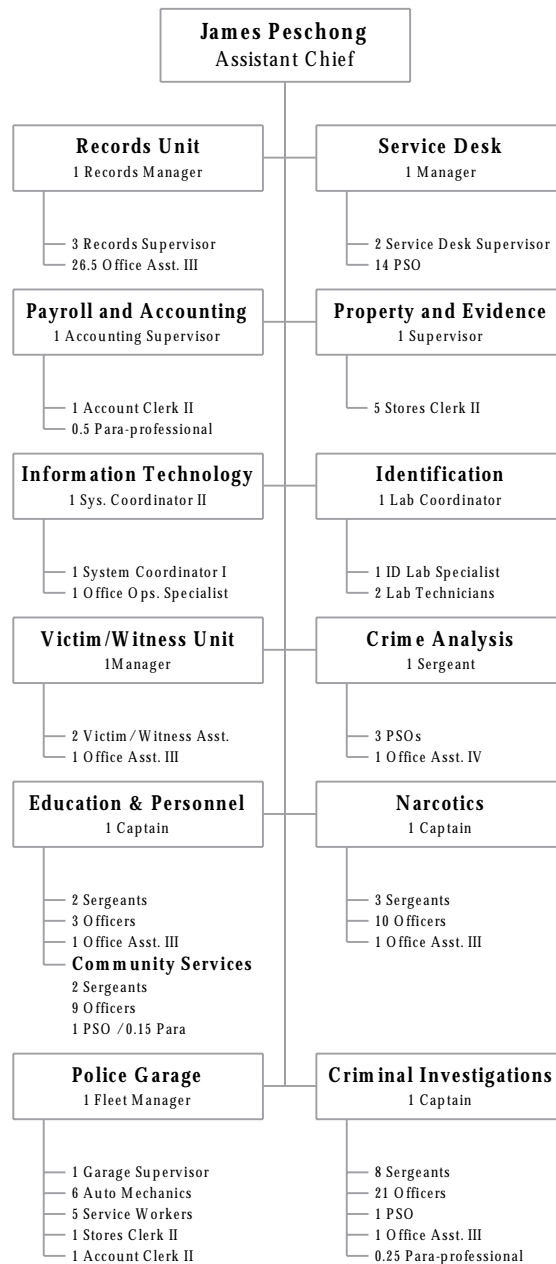 James Peschong
Assistant Chief
Records Unit
1 Records Manager
3 Records Supervisor
26.5 Office Asst. III
Service Desk
1 Manager
2 Service Desk Supervisor
14 PSO
Payroll and Accounting
1 Accounting Supervisor
1 Account Clerk II
0.5 Para-professional
Property and Evidence
1 Supervisor
5 Stores Clerk II
Information Technology
1 Sys. Coordinator II
1 System Coordinator I
1 Office Ops. Specialist
Identification
1 Lab Coordinator
1 ID Lab Specialist
2 Lab Technicians
Victim/Witness Unit
1Manager
2 Victim/Witness Asst.
1 Office Asst. III
Crime Analysis
1 Sergeant
3 PSOs
1 Office Asst. IV
Education & Personnel
1 Captain
2 Sergeants
3 Officers
1 Office Asst. III
Community Services
2 Sergeants
9 Officers
1 PSO /0.15 Para
Narcotics
1 Captain
3 Sergeants
10 Officers
1 Office Asst. III
Police Garage
1 Fleet Manager
1 Garage Supervisor
6 Auto Mechanics
5 Service Workers
1 Stores Clerk II
1 Account Clerk II
Criminal Investigations
1 Captain
8 Sergeants
21 Officers
1 PSO
1 Office Asst. III
0.25 Para-professional